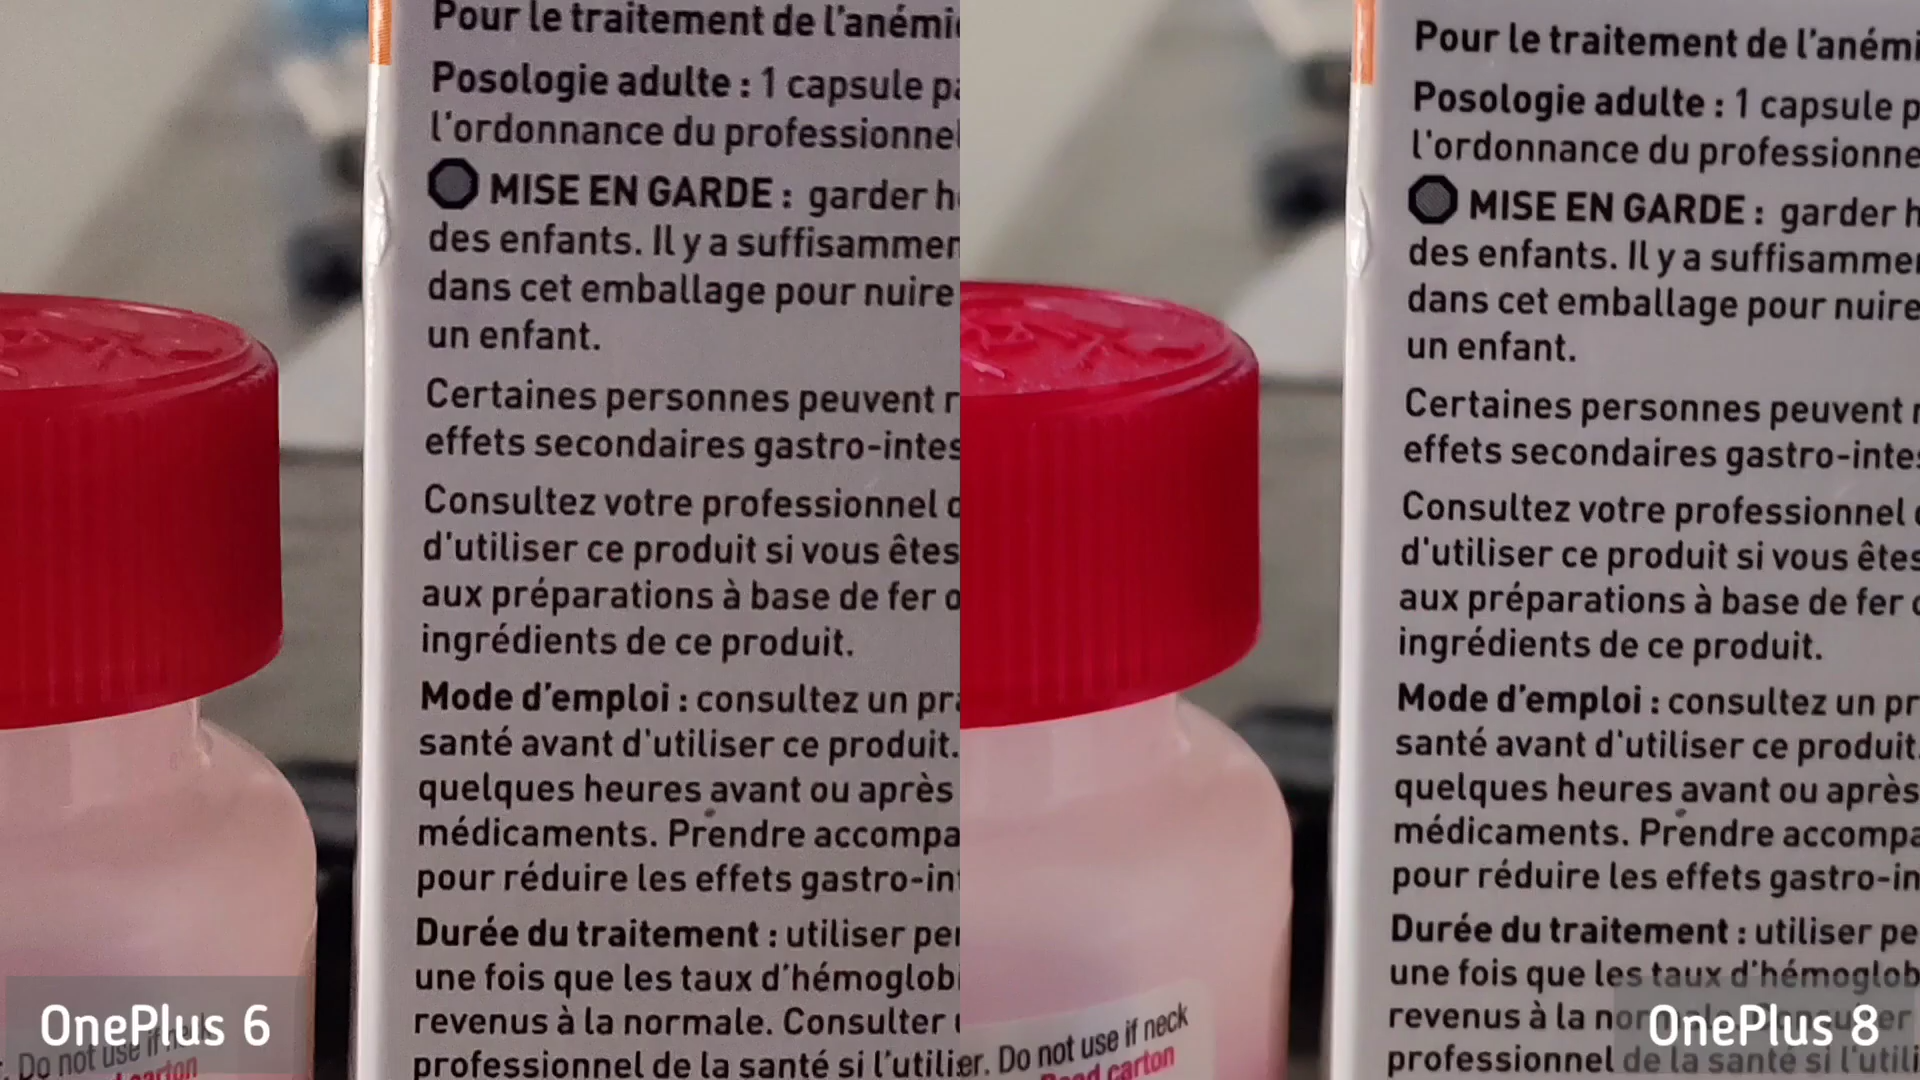 Pour le traitement de l'anémi
Posologie adulte : 1 capsule
l'ordonnance du professionnel
MISE EN GARDE : garder
des enfants. Il y a suffisammen
dans cet emballage pour nuire
un enfant.
Certaines personnes peuvent
effets secondaires gastro-intes
Consultez votre professionnel
d'utiliser ce produit si vous êtes
aux préparations à base de fer
ingrédients de ce produit.
Mode d'emploi : consultez un
santé avant d'utiliser ce produit.
quelques heures avant ou après
médicaments. Prendre accompa
pour réduire les effets gastro-in
Durée du traitement : utiliser
une fois que les taux d'hémoglobi
revenus à la normale. Consulter
professionnel de la santé si l'utili
Do not use if neck
carton
OnePlus 6
Pour le traitement de l'anémi
Posologie adulte : 1 capsule
l'ordonnance du professionne
MISE EN GARDE : garder
des enfants. Il y a suffisamme
dans cet emballage pour nuire
un enfant.
Certaines personnes peuvent
effets secondaires gastro-inte
Consultez votre professionnel
d'utiliser ce produit si vous êtes
aux préparations à base de fer
ingrédients de ce produit.
Mode d'emploi : consultez un
santé avant d'utiliser ce produit.
quelques heures avant ou après
médicaments. Prendre accompa
pour réduire les effets gastro-in
Durée du traitement : utiliser
une fois que les taux d'hémoglob
revenus à la
professionnel de la santé si l'utili
er. Do not use if neck
carton
OnePlus 8